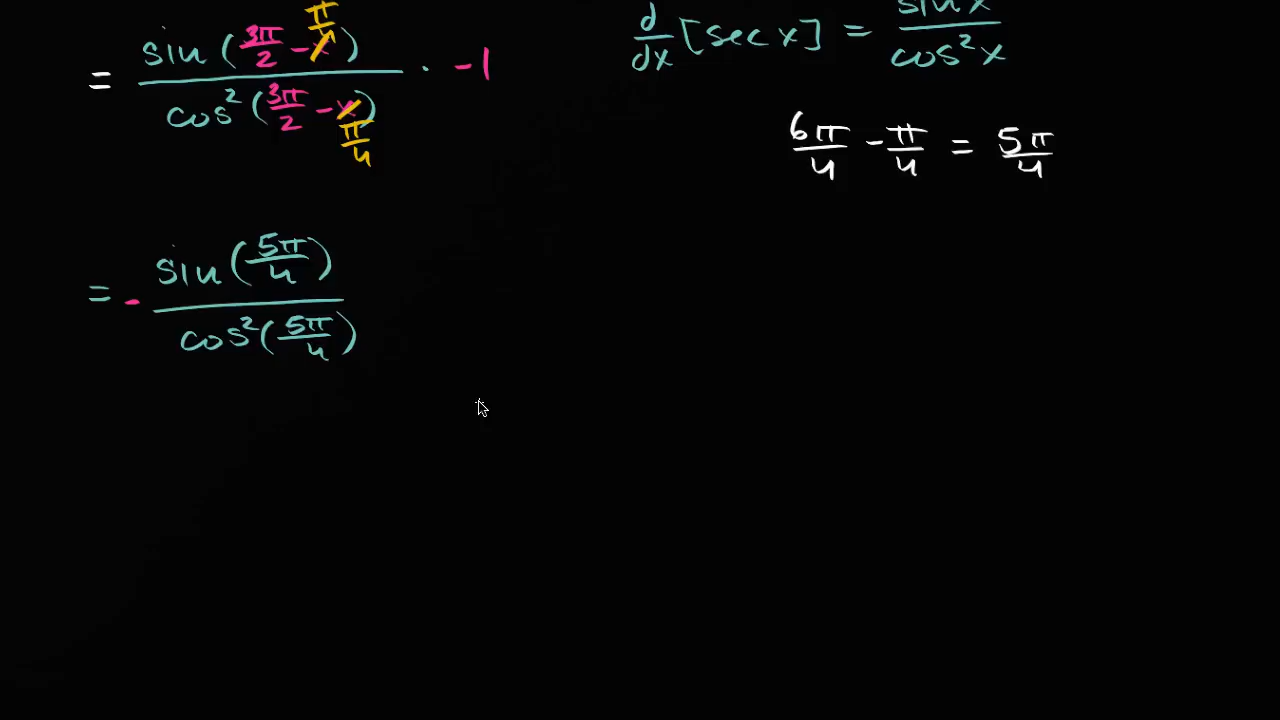 = sin(3π/2 - x̸ π/4) / cos²(3π/2 - x̸ π/4) · -1
d/dx [sec x] = sin x / cos² x
6π/4 - π/4 = 5π/4
= - sin(5π/4) / cos²(5π/4)